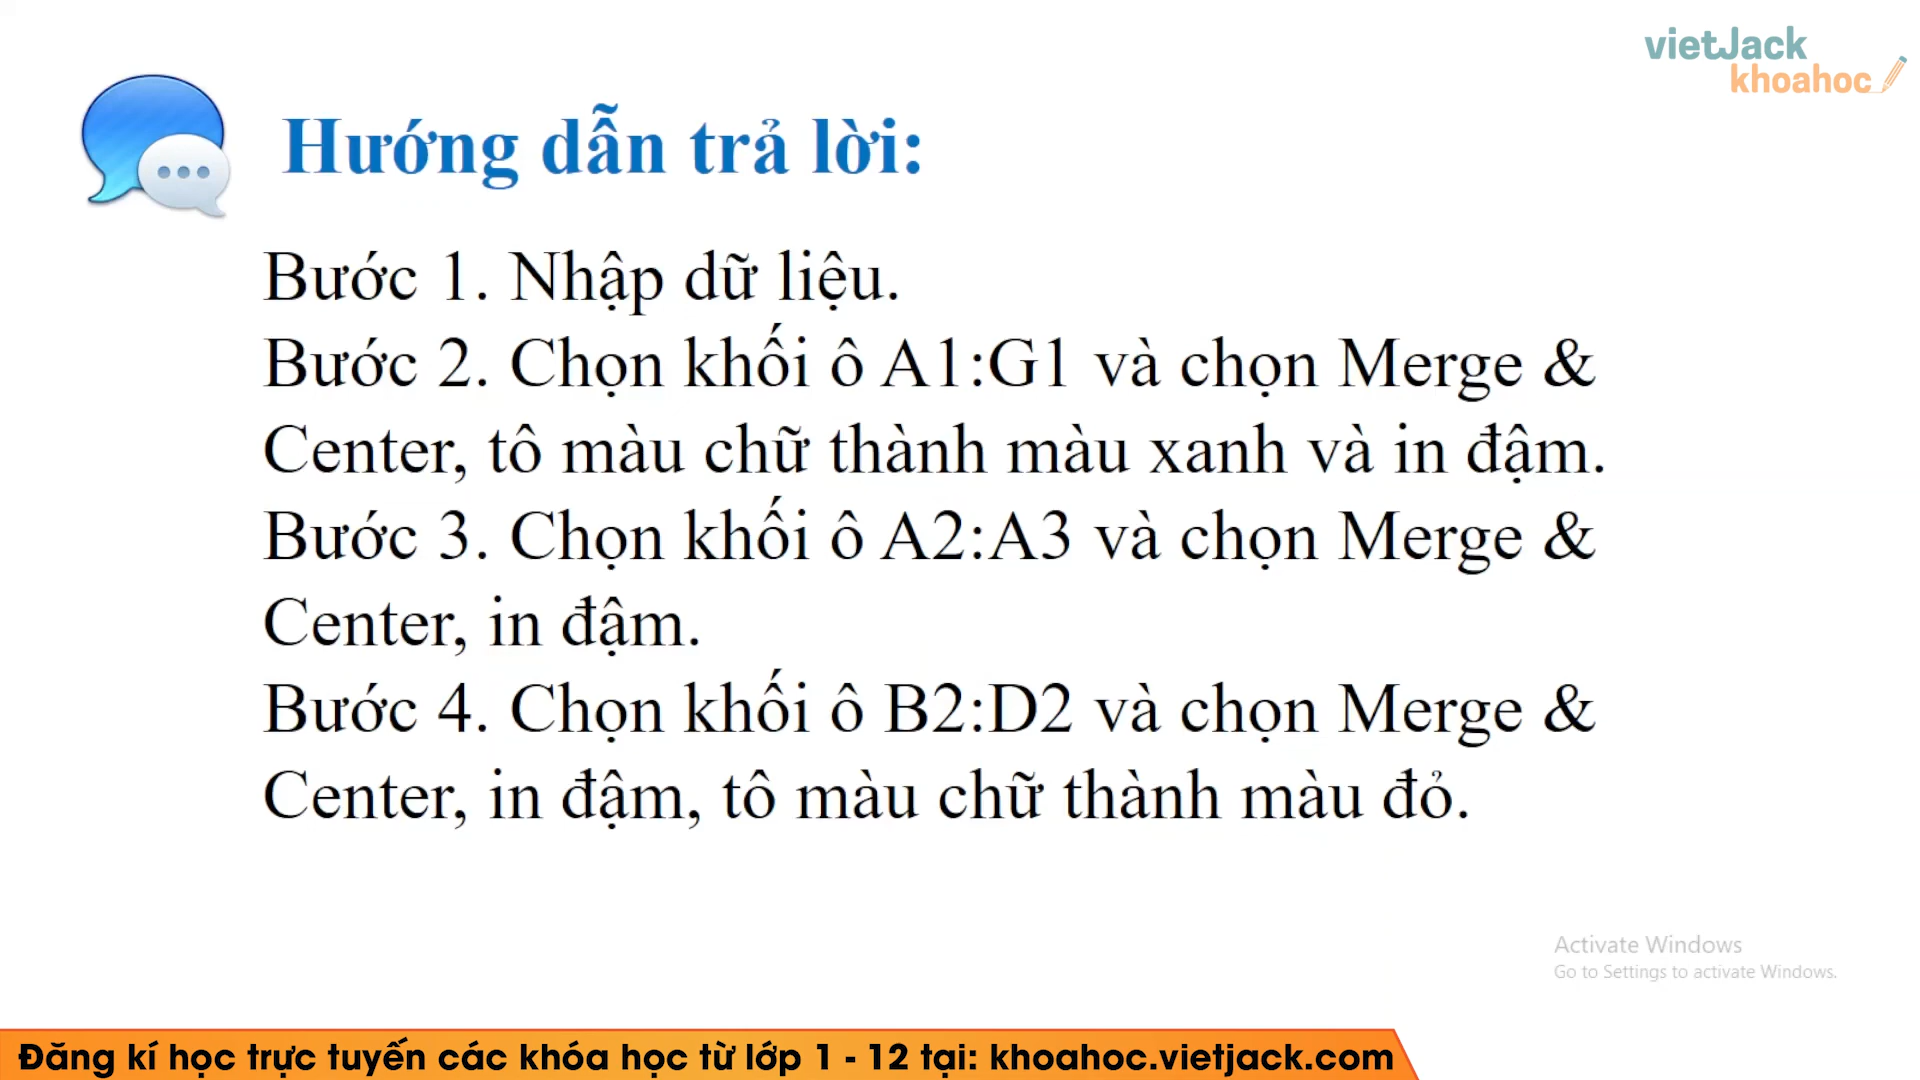 vietJack
khoahoc
Hướng dẫn trả lời:
Bước 1. Nhập dữ liệu.
Bước 2. Chọn khối ô A1:G1 và chọn Merge &
Center, tô màu chữ thành màu xanh và in đậm.
Bước 3. Chọn khối ô A2:A3 và chọn Merge &
Center, in đậm.
Bước 4. Chọn khối ô B2:D2 và chọn Merge &
Center, in đậm, tô màu chữ thành màu đỏ.
Activate Windows
Go to Settings to activate Windows.
Đăng kí học trực tuyến các khóa học từ lớp 1 - 12 tại: khoahoc.vietjack.com